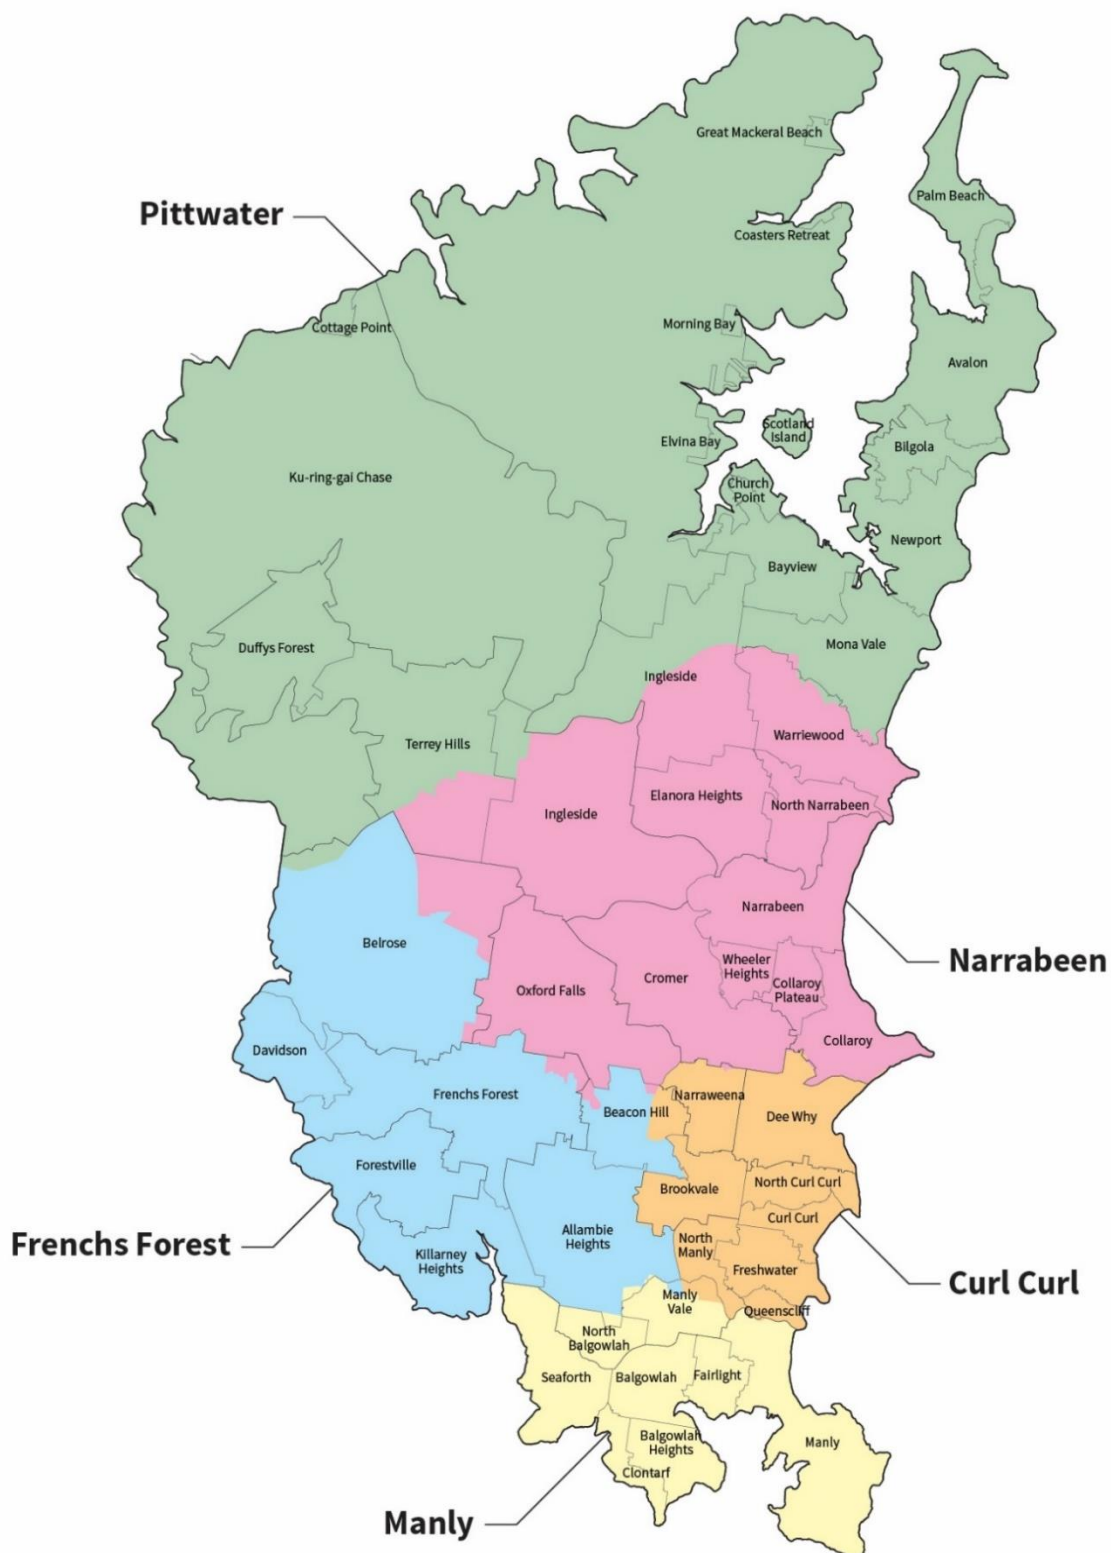 Great Mackeral Beach
Palm Beach
Pittwater
Coasters Retreat
Cottage Point
Morning Bay
Avalon
Scotland
Island
Elvina Bay
Bilgola
Ku-ring-gai Chase
Church
Point
Newport
Bayview
Duffys Forest
Mona Vale
Ingleside
Warriewood
Terrey Hills
Elanora Heights
North Narrabeen
Ingleside
Narrabeen
Belrose
Narrabeen
Wheeler
Heights
Cromer
Collaroy
Plateau
Oxford Falls
Collaroy
Davidson
Frenchs Forest
Narraweena
Beacon Hill
Dee Why
Forestville
North Curl Curl
Brookvale
Curl Curl
Allambie
Heights
North
Manly
Frenchs Forest
Killarney
Heights
Freshwater
Curl Curl
Manly
Vale
Queenscliff
North
Balgowlah
Seaforth
Balgowlah
Fairlight
Balgowlah
Heights
Manly
Clontarf
Manly